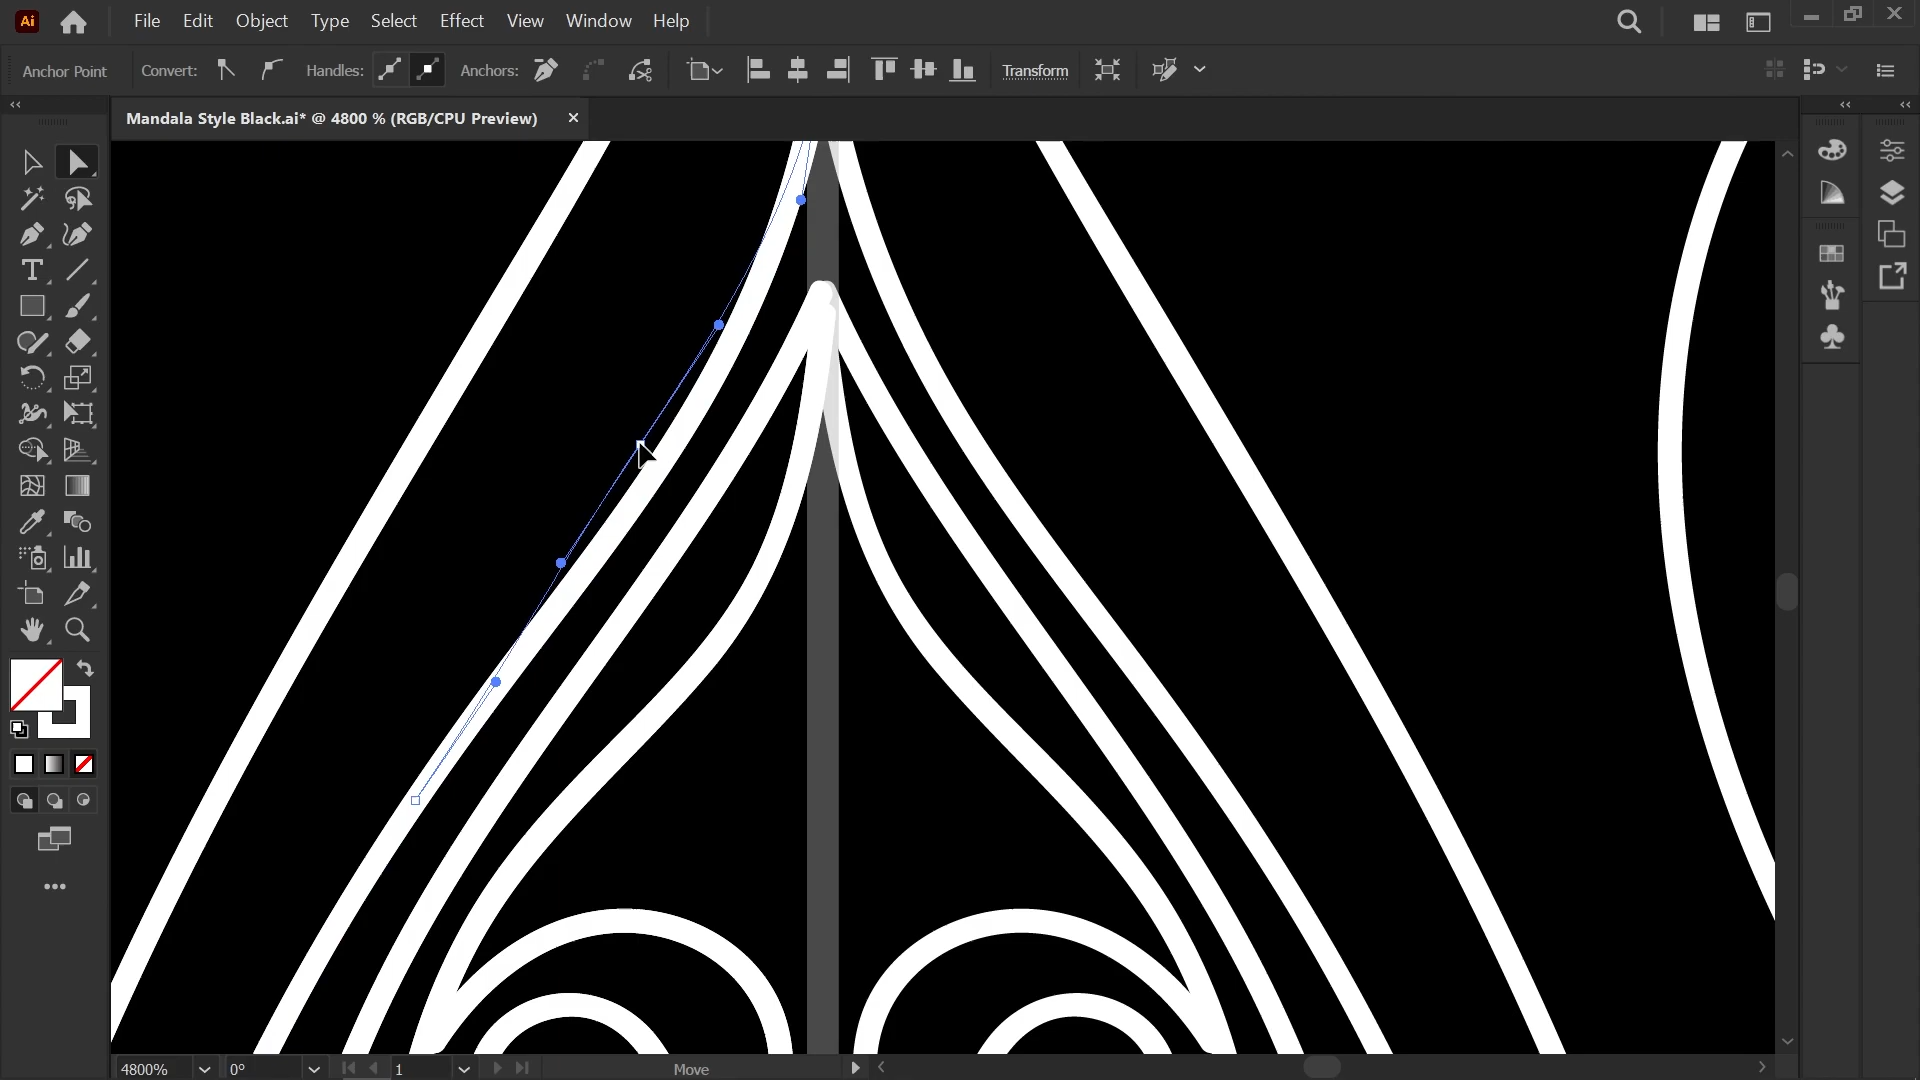 Ai File Edit Object Type Select Effect View Window Help
Anchor Point Convert: Handles: Anchors: Transform
Mandala Style Black.ai* @ 4800 % (RGB/CPU Preview)
4800% 0° 1 Move